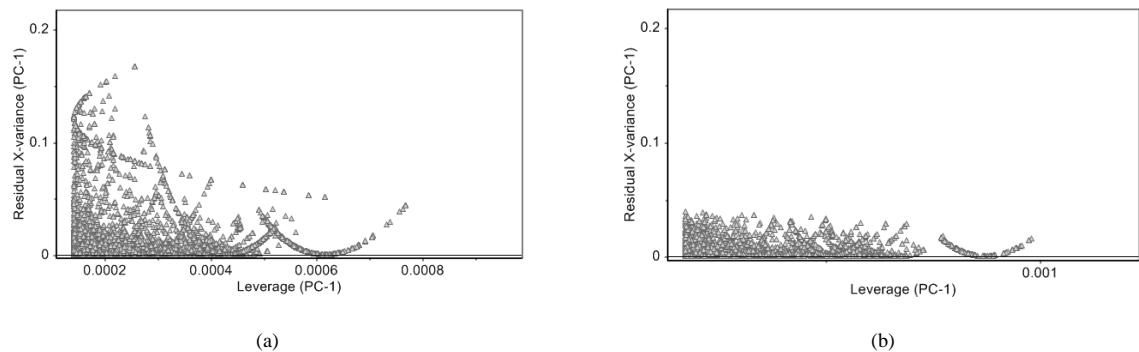 0.2
0.1
0
Residual X-variance (PC-1)
0.0002 0.0004 0.0006 0.0008
Leverage (PC-1)
(a)
0.2
0.1
0
Residual X-variance (PC-1)
0.001
Leverage (PC-1)
(b)